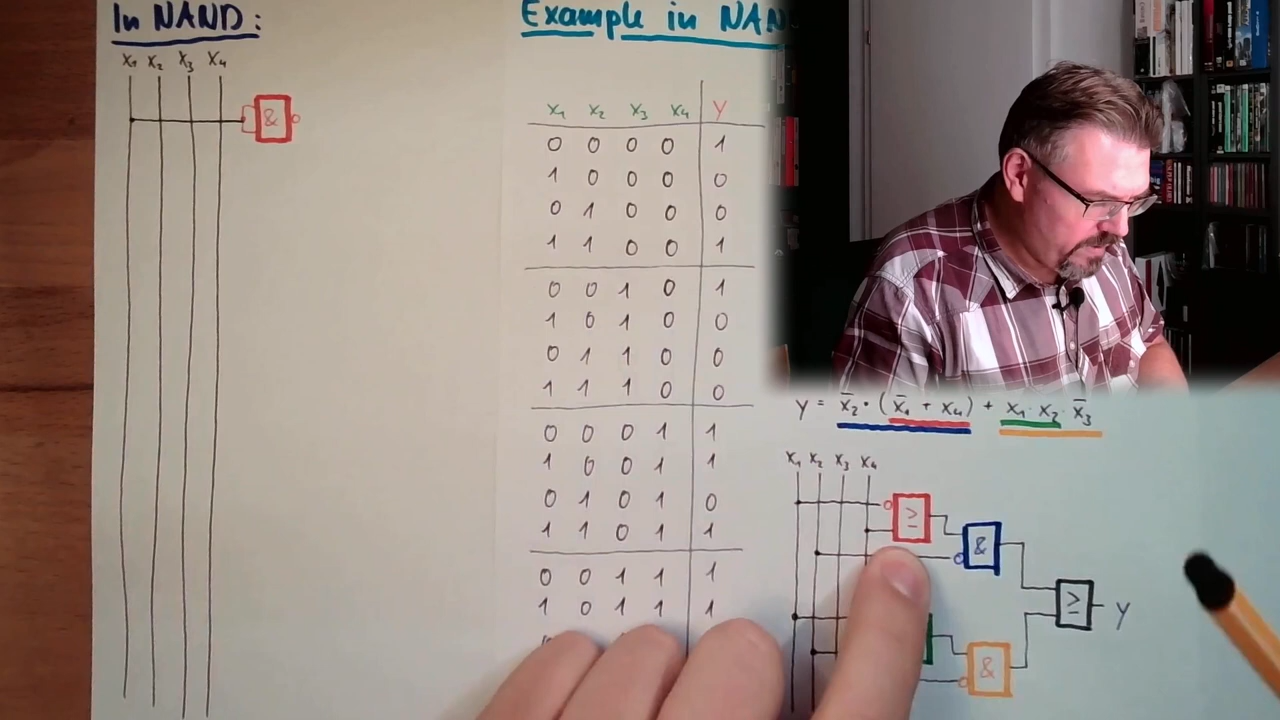 In NAND:
x₁ x₂ x₃ x₄
&
Example in NAN
x₁ x₂ x₃ x₄ y
0 0 0 0 1
1 0 0 0 0
0 1 0 0 0
1 1 0 0 1
0 0 1 0 1
1 0 1 0 0
0 1 1 0 0
1 1 1 0 0
0 0 0 1 1
1 0 0 1 1
0 1 0 1 0
1 1 0 1 1
0 0 1 1 1
1 0 1 1 1
y = x̄₂ · (x̄₁ + x₄) + x₁ · x₂ · x̄₃
x₁ x₂ x₃ x₄
≥
&
≥ y
&